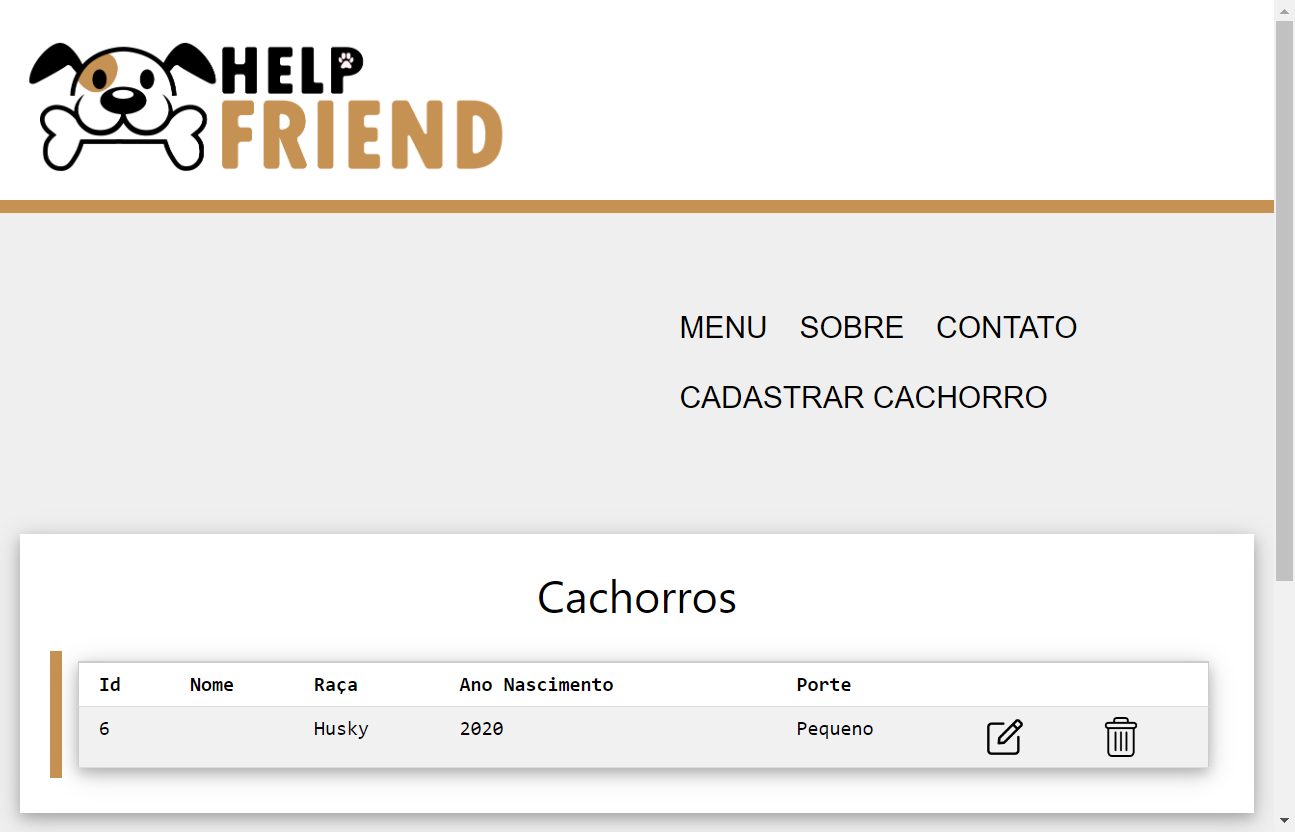 HELP
FRIEND
MENU SOBRE CONTATO
CADASTRAR CACHORRO
Cachorros
Id Nome Raça Ano Nascimento Porte
6 Husky 2020 Pequeno